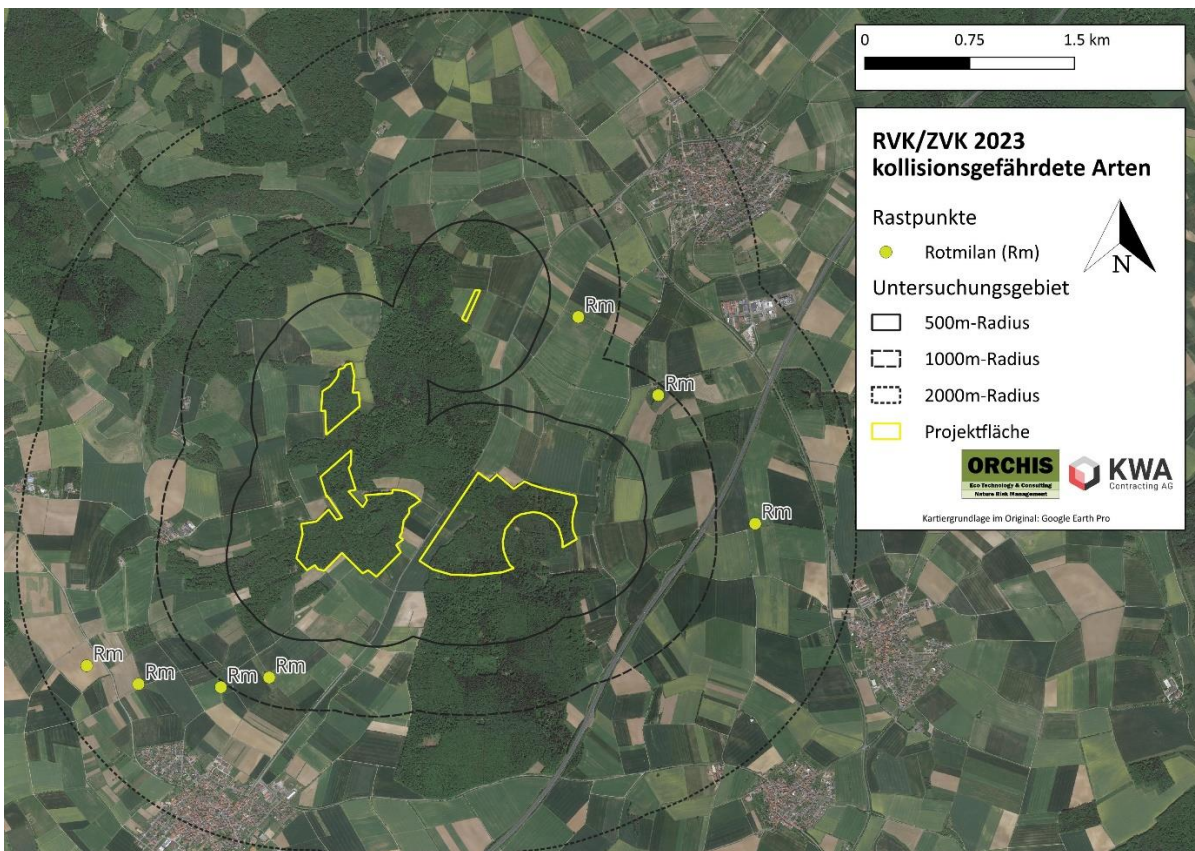 0 0.75 1.5 km
RVK/ZVK 2023
kollisionsgefährdete Arten
Rastpunkte
Rotmilan (Rm)
N
Untersuchungsgebiet
500m-Radius
1000m-Radius
2000m-Radius
Projektfläche
ORCHIS
Eco Technology & Consulting
Natura Risk Management
KWA
Contracting AG
Kartiergrundlage im Original: Google Earth Pro
Rm
Rm
Rm
Rm
Rm
Rm
Rm